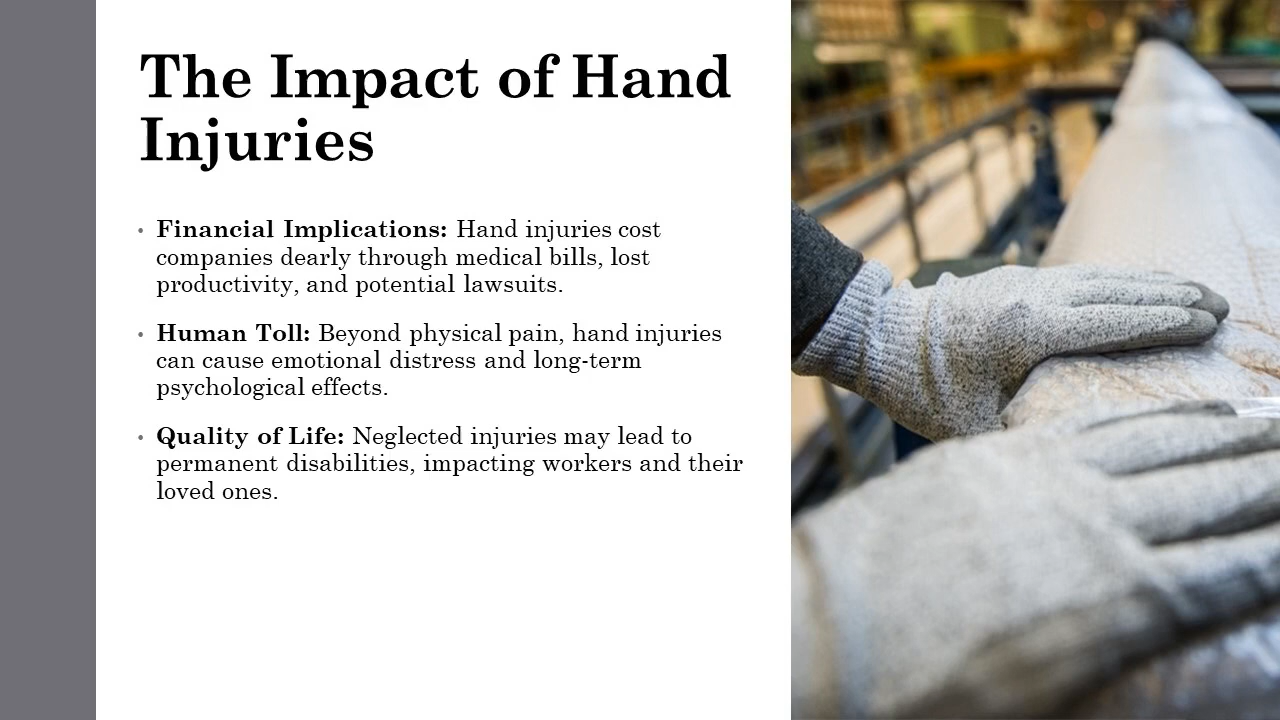 The Impact of Hand
Injuries
• Financial Implications: Hand injuries cost
companies dearly through medical bills, lost
productivity, and potential lawsuits.
• Human Toll: Beyond physical pain, hand injuries
can cause emotional distress and long-term
psychological effects.
• Quality of Life: Neglected injuries may lead to
permanent disabilities, impacting workers and their
loved ones.